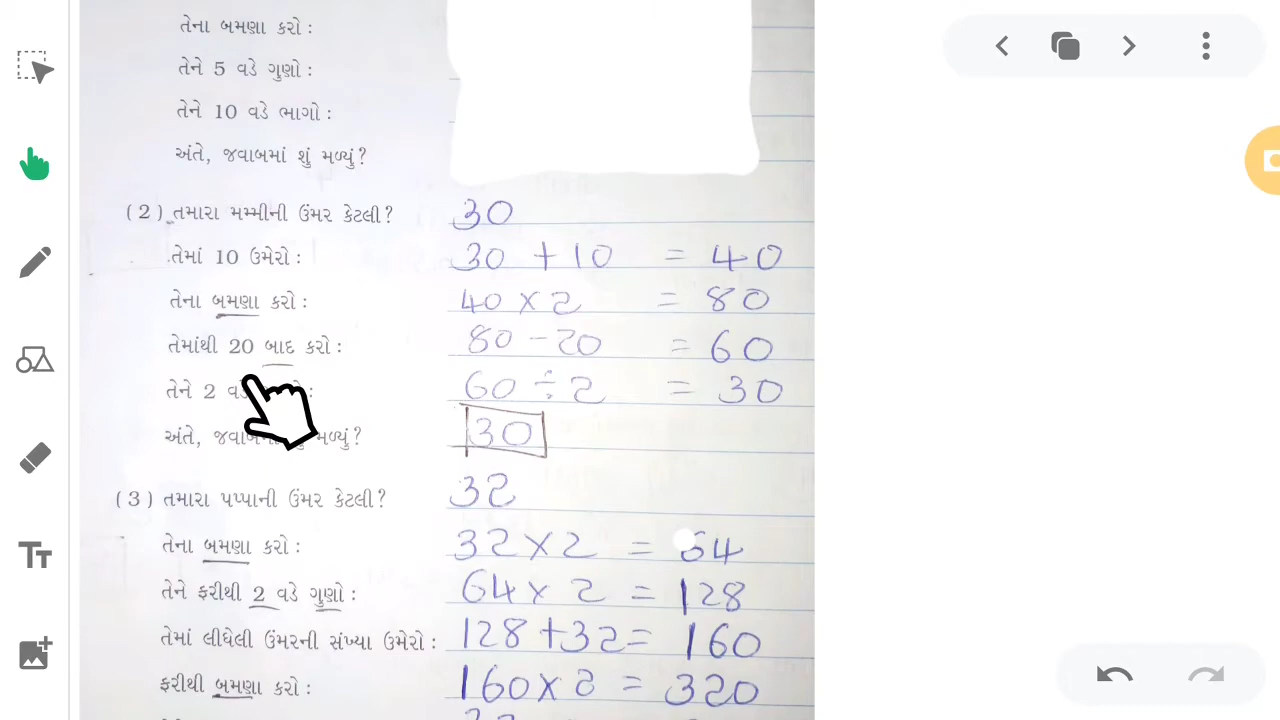 તેના બમણા કરો :
તેને 5 વડે ગુણો :
તેને 10 વડે ભાગો :
અંતે, જવાબમાં શું મળ્યું?
(2) તમારા મમ્મીની ઉંમર કેટલી? 30
તેમાં 10 ઉમેરો : 30 + 10 = 40
તેના બમણા કરો : 40 × 2 = 80
તેમાંથી 20 બાદ કરો : 80 - 20 = 60
તેને 2 : 60 ÷ 2 = 30
અંતે, મળ્યું? 30
(3) તમારા પપ્પાની ઉંમર કેટલી? 32
તેના બમણા કરો : 32 × 2 = 64
તેને ફરીથી 2 વડે ગુણો : 64 × 2 = 128
તેમાં લીધેલી ઉંમરની સંખ્યા ઉમેરો : 128 + 32 = 160
ફરીથી બમણા કરો : 160 × 2 = 320